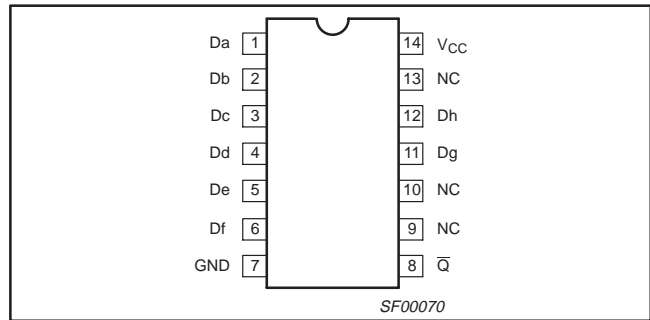 Da 1 14 VCC
Db 2 13 NC
Dc 3 12 Dh
Dd 4 11 Dg
De 5 10 NC
Df 6 9 NC
GND 7 8 Q̅
SF00070